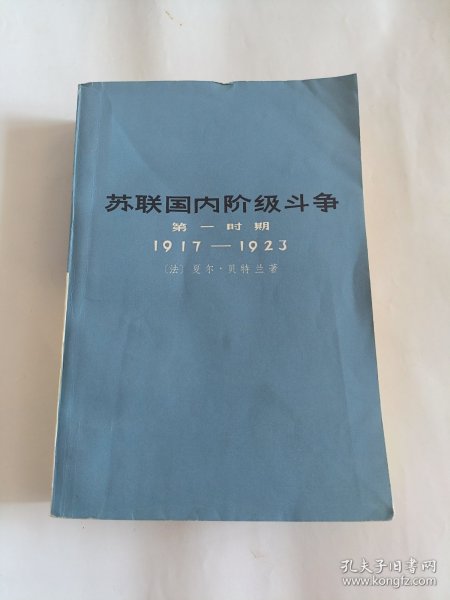 苏联国内阶级斗争
第一时期
1917—1923
〔法〕夏尔·贝特兰著
孔夫子旧书网
www.kongfz.com